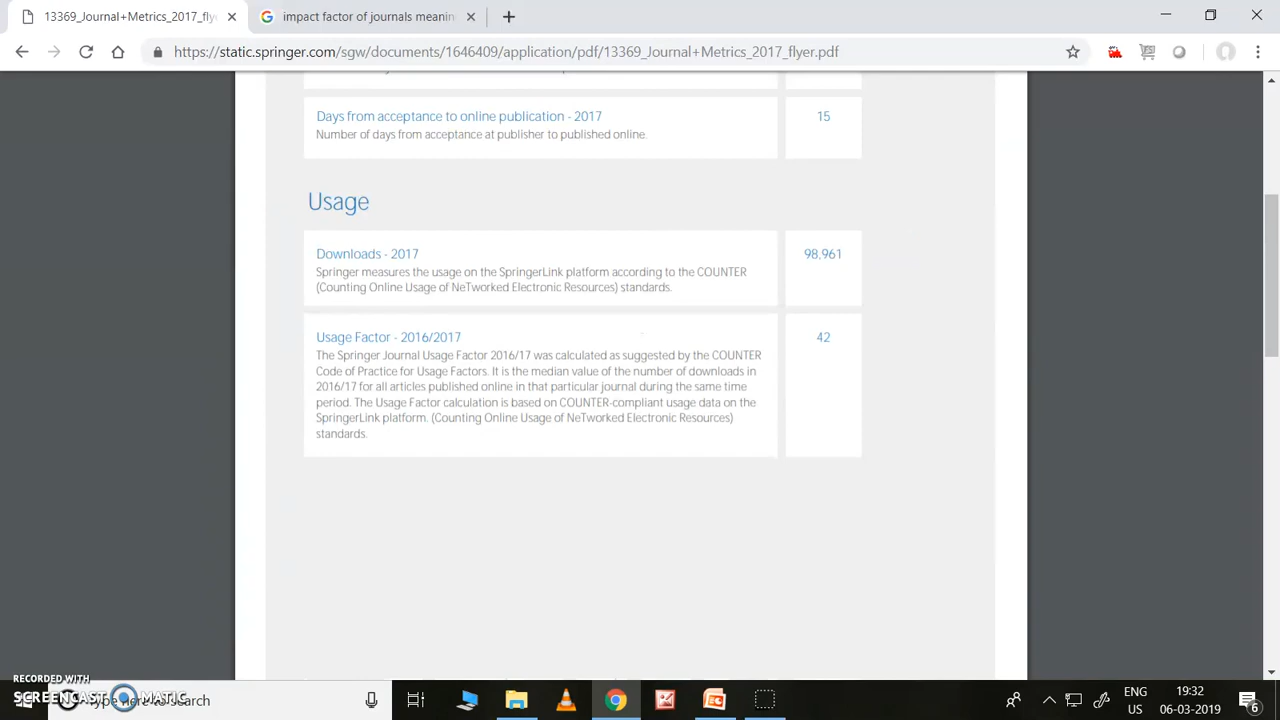 13369_Journal+Metrics_2017_fly
impact factor of journals meanin
https://static.springer.com/sgw/documents/1646409/application/pdf/13369_Journal+Metrics_2017_flyer.pdf
Days from acceptance to online publication - 2017
15
Number of days from acceptance at publisher to published online.
Usage
Downloads - 2017
98,961
Springer measures the usage on the SpringerLink platform according to the COUNTER
(Counting Online Usage of NeTworked Electronic Resources) standards.
Usage Factor - 2016/2017
42
The Springer Journal Usage Factor 2016/17 was calculated as suggested by the COUNTER
Code of Practice for Usage Factors. It is the median value of the number of downloads in
2016/17 for all articles published online in that particular journal during the same time
period. The Usage Factor calculation is based on COUNTER-compliant usage data on the
SpringerLink platform. (Counting Online Usage of NeTworked Electronic Resources)
standards.
RECORDED WITH
SCREENCAST MATIC
Type here to search
ENG
US
19:32
06-03-2019
6